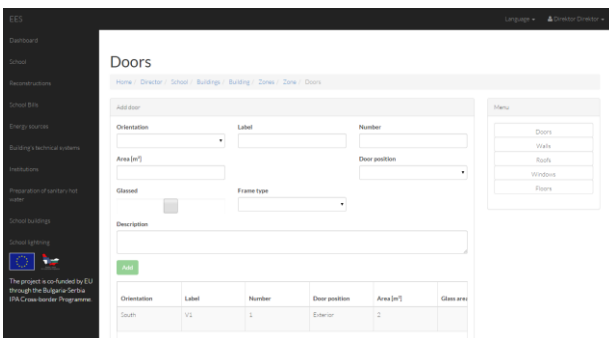 EES
Language
Direktor Direktor
Dashboard
School
Reconstructions
School Bills
Energy sources
Building's technical systems
Institutions
Preparation of sanitary hot
water
School buildings
School lightning
The project is co-funded by EU
through the Bulgaria-Serbia
IPA Cross-border Programme.
Doors
Home / Director / School / Buildings / Building / Zones / Zone / Doors
Add door
Orientation Label Number
Area [m²] Door position
Glassed Frame type
Description
Add
Orientation Label Number Door position Area [m²] Glass area
South V1 1 Exterior 2
Menu
Doors
Walls
Roofs
Windows
Floors